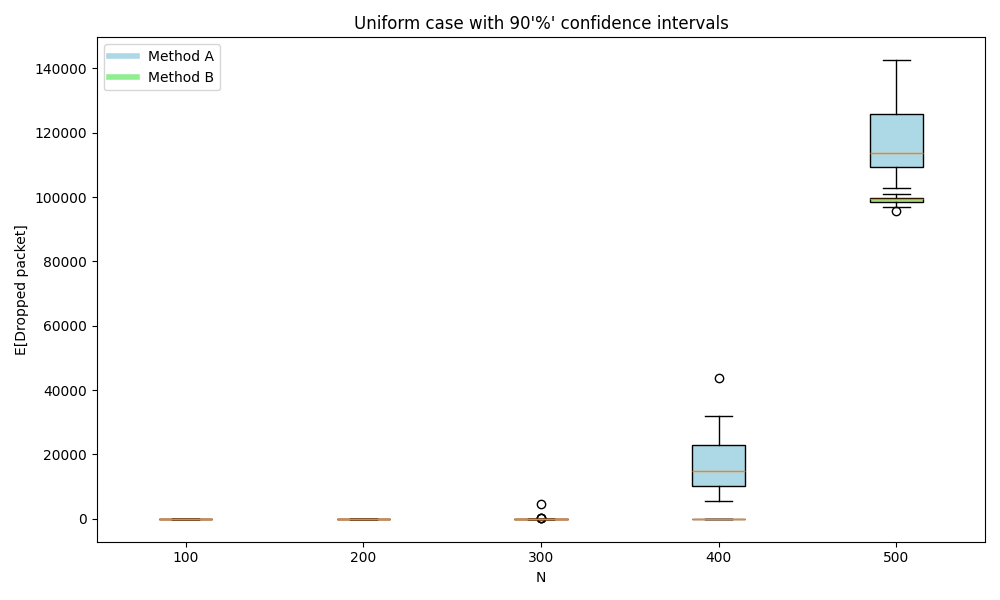 Uniform case with 90'%' confidence intervals
Method A
Method B
140000
120000
100000
80000
60000
40000
20000
0
E[Dropped packet]
100 200 300 400 500
N